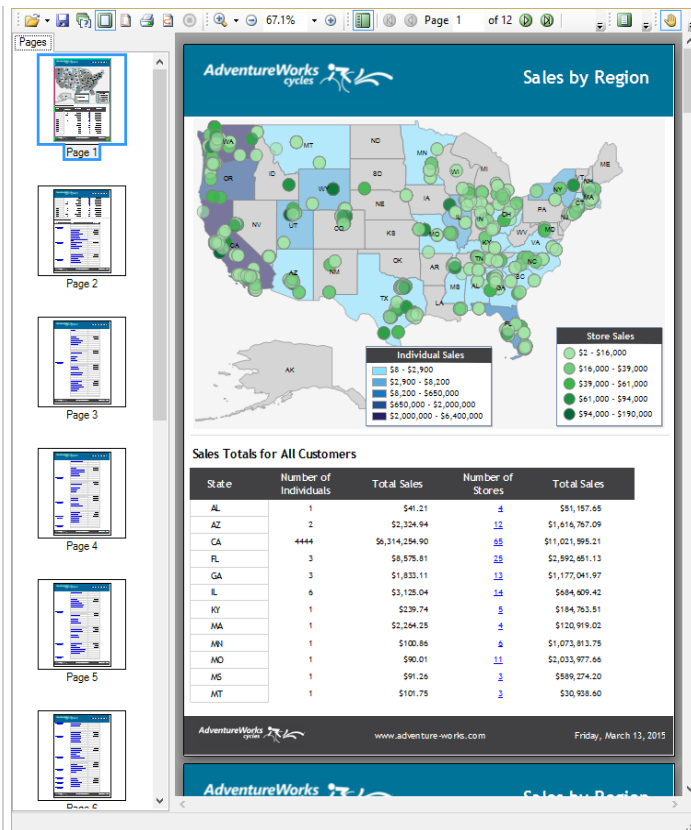 67.1% Page 1 of 12
Pages
Page 1
Page 2
Page 3
Page 4
Page 5
AdventureWorks
cycles
Sales by Region
WA
MT
ND
MN
ME
OR
ID
SD
WI
MI
VT
NH
WY
NY
MA
CT
NE
IA
PA
NJ
NV
UT
CO
IL
IN
OH
MD
CA
KS
MO
WV
VA
KY
AZ
NM
OK
AR
TN
NC
SC
TX
MS
AL
GA
LA
FL
AK
Individual Sales
$8 - $2,900
$2,900 - $8,200
$8,200 - $650,000
$650,000 - $2,000,000
$2,000,000 - $6,400,000
Store Sales
$2 - $16,000
$16,000 - $39,000
$39,000 - $61,000
$61,000 - $94,000
$94,000 - $190,000
Sales Totals for All Customers
State Number of Individuals Total Sales Number of Stores Total Sales
AL 1 $41.21 4 $51,157.65
AZ 2 $2,324.94 12 $1,616,767.09
CA 4444 $6,314,254.90 65 $11,021,595.21
FL 3 $8,575.81 25 $2,592,651.13
GA 3 $1,833.11 13 $1,177,041.97
IL 6 $3,125.04 14 $684,609.42
KY 1 $239.74 5 $184,763.51
MA 1 $2,264.25 4 $120,919.02
MN 1 $100.86 6 $1,073,813.75
MO 1 $90.01 11 $2,033,977.66
MS 1 $91.26 3 $589,274.20
MT 1 $101.75 3 $30,938.60
AdventureWorks
cycles
www.adventure-works.com Friday, March 13, 2015
AdventureWorks
Sales by Region